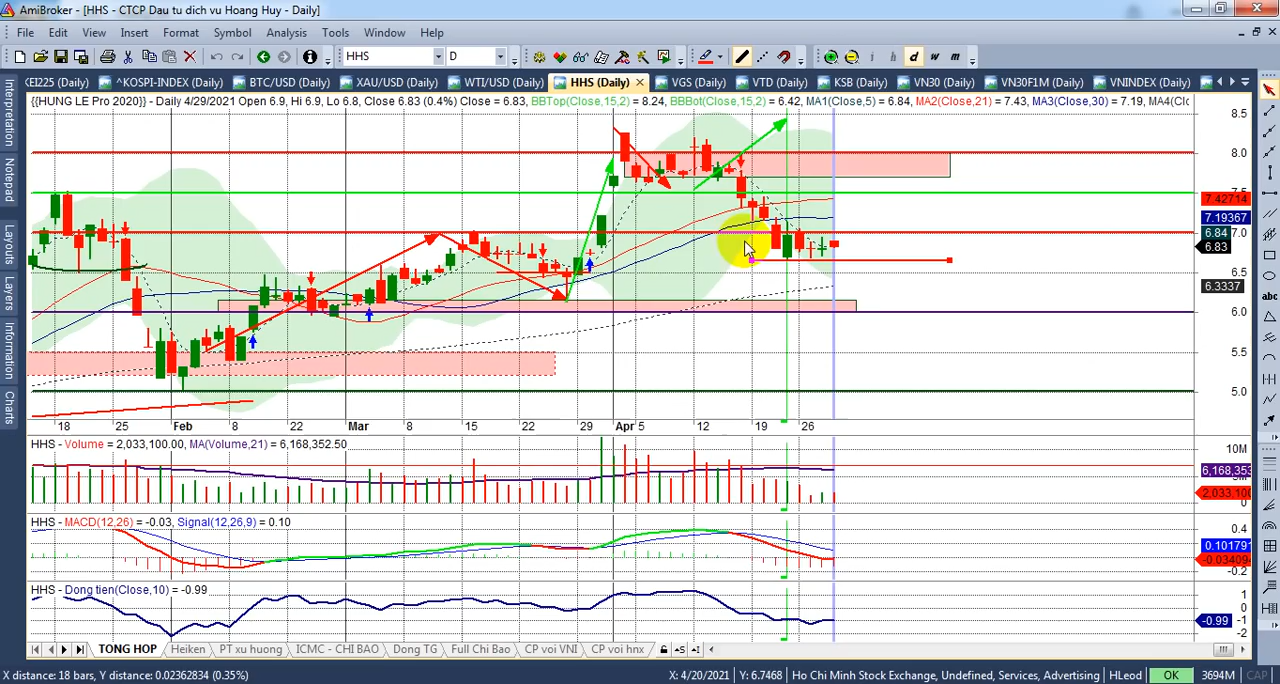 AmiBroker - [HHS - CTCP Dau tu dich vu Hoang Huy - Daily]
File Edit View Insert Format Symbol Analysis Tools Window Help
HHS D i h d w m
KEI225 (Daily) ^KOSPI-INDEX (Daily) BTC/USD (Daily) XAU/USD (Daily) WTI/USD (Daily) HHS (Daily) VGS (Daily) VTD (Daily) KSB (Daily) VN30 (Daily) VN30F1M (Daily) VNINDEX (Daily)
{{HUNG LE Pro 2020}} - Daily 4/29/2021 Open 6.9, Hi 6.9, Lo 6.8, Close 6.83 (0.4%) Close = 6.83, BBTop(Close,15,2) = 8.24, BBBot(Close,15,2) = 6.42, MA1(Close,5) = 6.84, MA2(Close,21) = 7.43, MA3(Close,30) = 7.19, MA4(Clc
Interpretation
Notepad
Layouts
Layers
Information
Charts
abc
8.5
8.0
7.5
7.42714
7.19367
6.84 7.0
6.83
6.5
6.3337
6.0
5.5
5.0
18 25 Feb 8 22 Mar 8 15 22 29 Apr 5 12 19 26
HHS - Volume = 2,033,100.00, MA(Volume,21) = 6,168,352.50
10M
6,168,353
2,033,100
0
HHS - MACD(12,26) = -0.03, Signal(12,26,9) = 0.10
0.4
0.101791
-0.034094
-0.2
HHS - Dong tien(Close,10) = -0.99
1
0
-0.99 -1
-2
TONG HOP Heiken PT xu huong ICMC - CHI BAO Dong TG Full Chi Bao CP voi VNI CP voi hnx
X distance: 18 bars, Y distance: 0.02362834 (0.35%) X: 4/20/2021 Y: 6.7468 Ho Chi Minh Stock Exchange, Undefined, Services, Advertising HLeod OK 3694M CAP